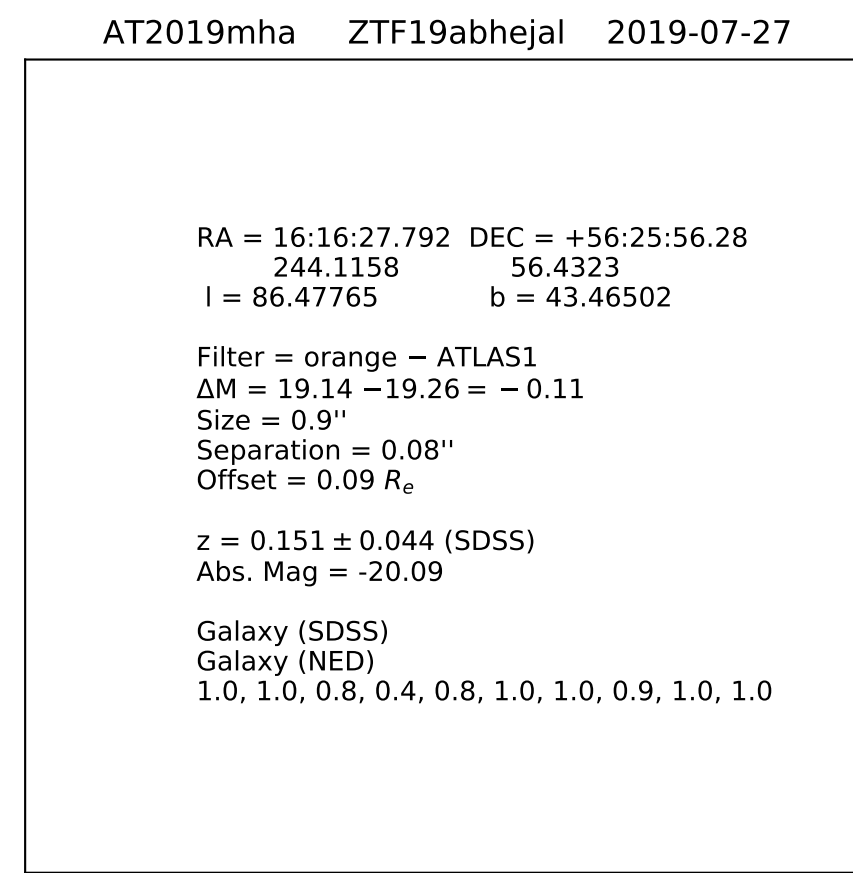 AT2019mha ZTF19abhejal 2019-07-27
RA = 16:16:27.792 DEC = +56:25:56.28
244.1158 56.4323
l = 86.47765 b = 43.46502
Filter = orange − ATLAS1
ΔM = 19.14 −19.26 = − 0.11
Size = 0.9''
Separation = 0.08''
Offset = 0.09 Re
z = 0.151 ± 0.044 (SDSS)
Abs. Mag = -20.09
Galaxy (SDSS)
Galaxy (NED)
1.0, 1.0, 0.8, 0.4, 0.8, 1.0, 1.0, 0.9, 1.0, 1.0